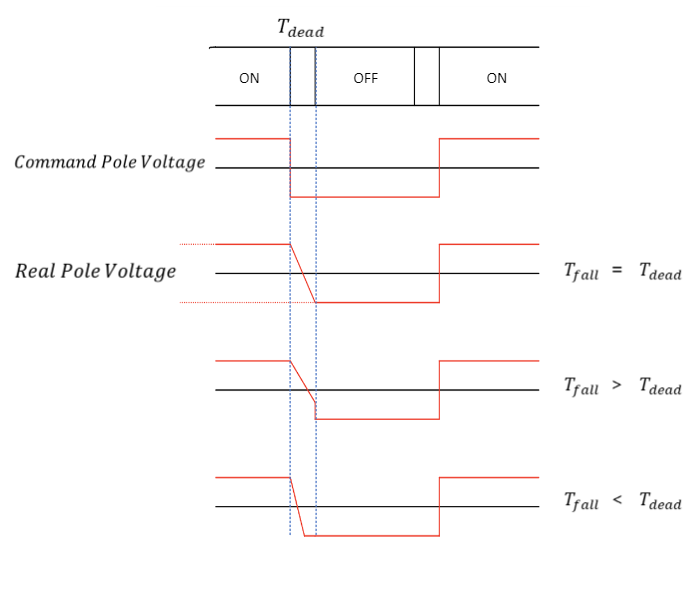 T_dead
ON OFF ON
Command Pole Voltage
Real Pole Voltage T_fall = T_dead
T_fall > T_dead
T_fall < T_dead